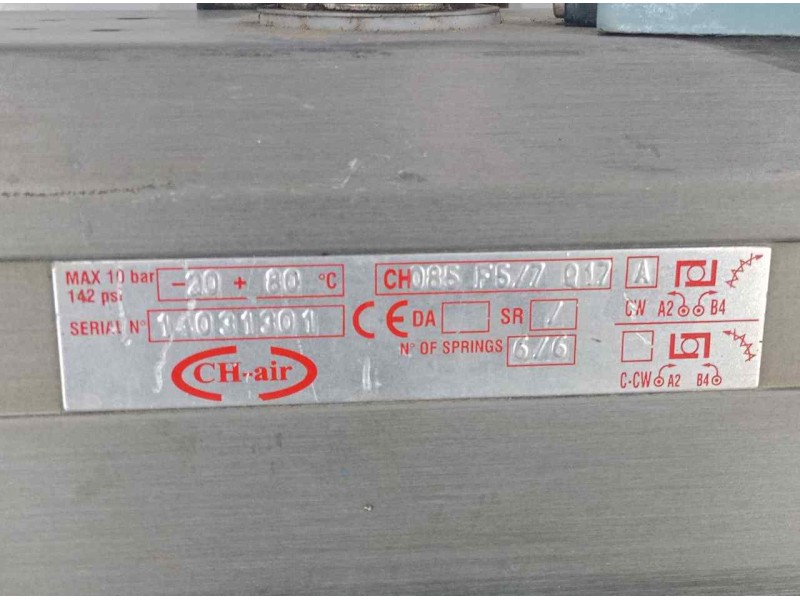 MAX 10 bar
142 psi
-20 + 80 °C
CH085 F5/7 Q17
A
CW A2 B4
SERIAL N° 14031301
CE
DA
SR /
N° OF SPRINGS 6/6
C-CW A2 B4
CH-air